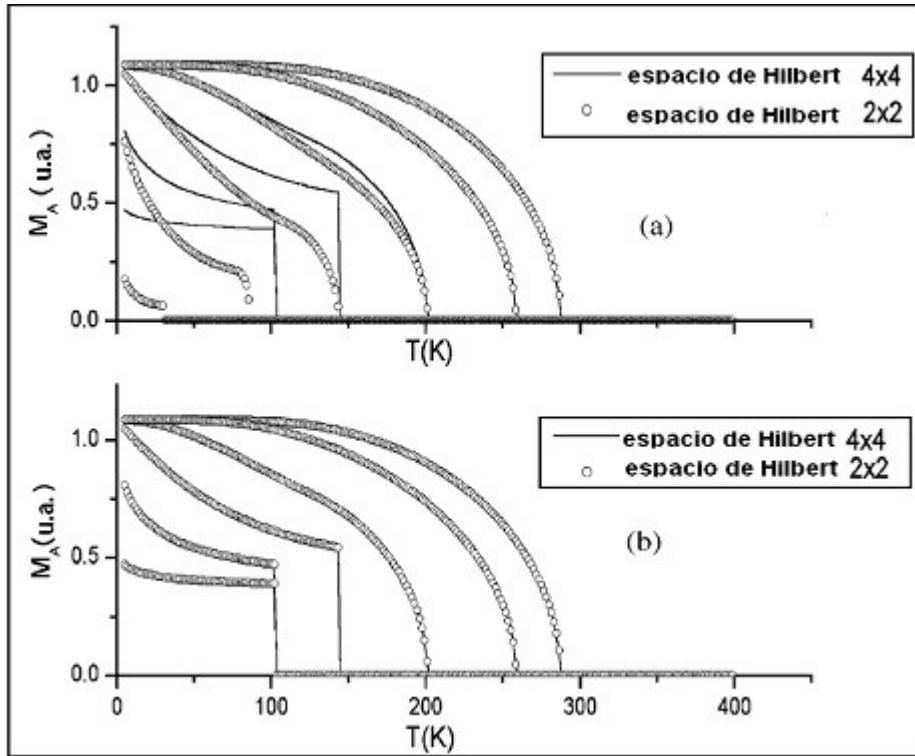 espacio de Hilbert 4x4
espacio de Hilbert 2x2
M_A (u.a.)
1.0
0.5
0.0
(a)
T(K)
espacio de Hilbert 4x4
espacio de Hilbert 2x2
M_A (u.a.)
1.0
0.5
0.0
(b)
0 100 200 300 400
T(K)